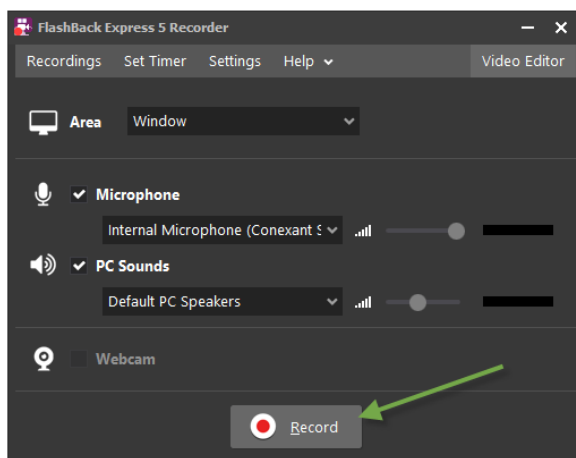 FlashBack Express 5 Recorder
Recordings Set Timer Settings Help Video Editor
Area Window
Microphone
Internal Microphone (Conexant S
PC Sounds
Default PC Speakers
Webcam
Record